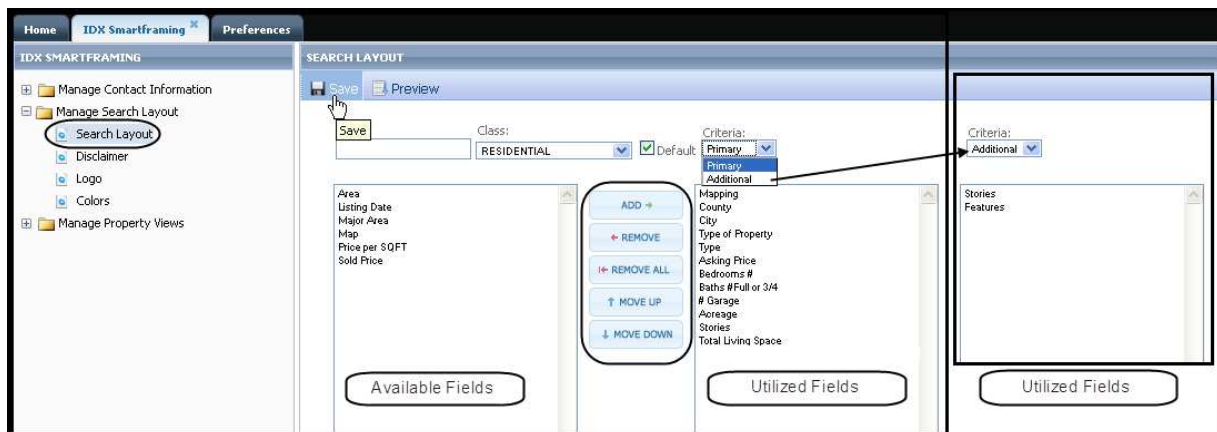 Home
IDX Smartframing
Preferences
IDX SMARTFRAMING
SEARCH LAYOUT
Manage Contact Information
Manage Search Layout
Search Layout
Disclaimer
Logo
Colors
Manage Property Views
Save
Preview
Save
Class:
RESIDENTIAL
Default
Criteria:
Primary
Primary
Additional
Criteria:
Additional
Area
Listing Date
Major Area
Map
Price per SQFT
Sold Price
ADD
REMOVE
REMOVE ALL
MOVE UP
MOVE DOWN
Mapping
County
City
Type of Property
Type
Asking Price
Bedrooms #
Baths #Full or 3/4
# Garage
Acreage
Stories
Total Living Space
Stories
Features
Available Fields
Utilized Fields
Utilized Fields